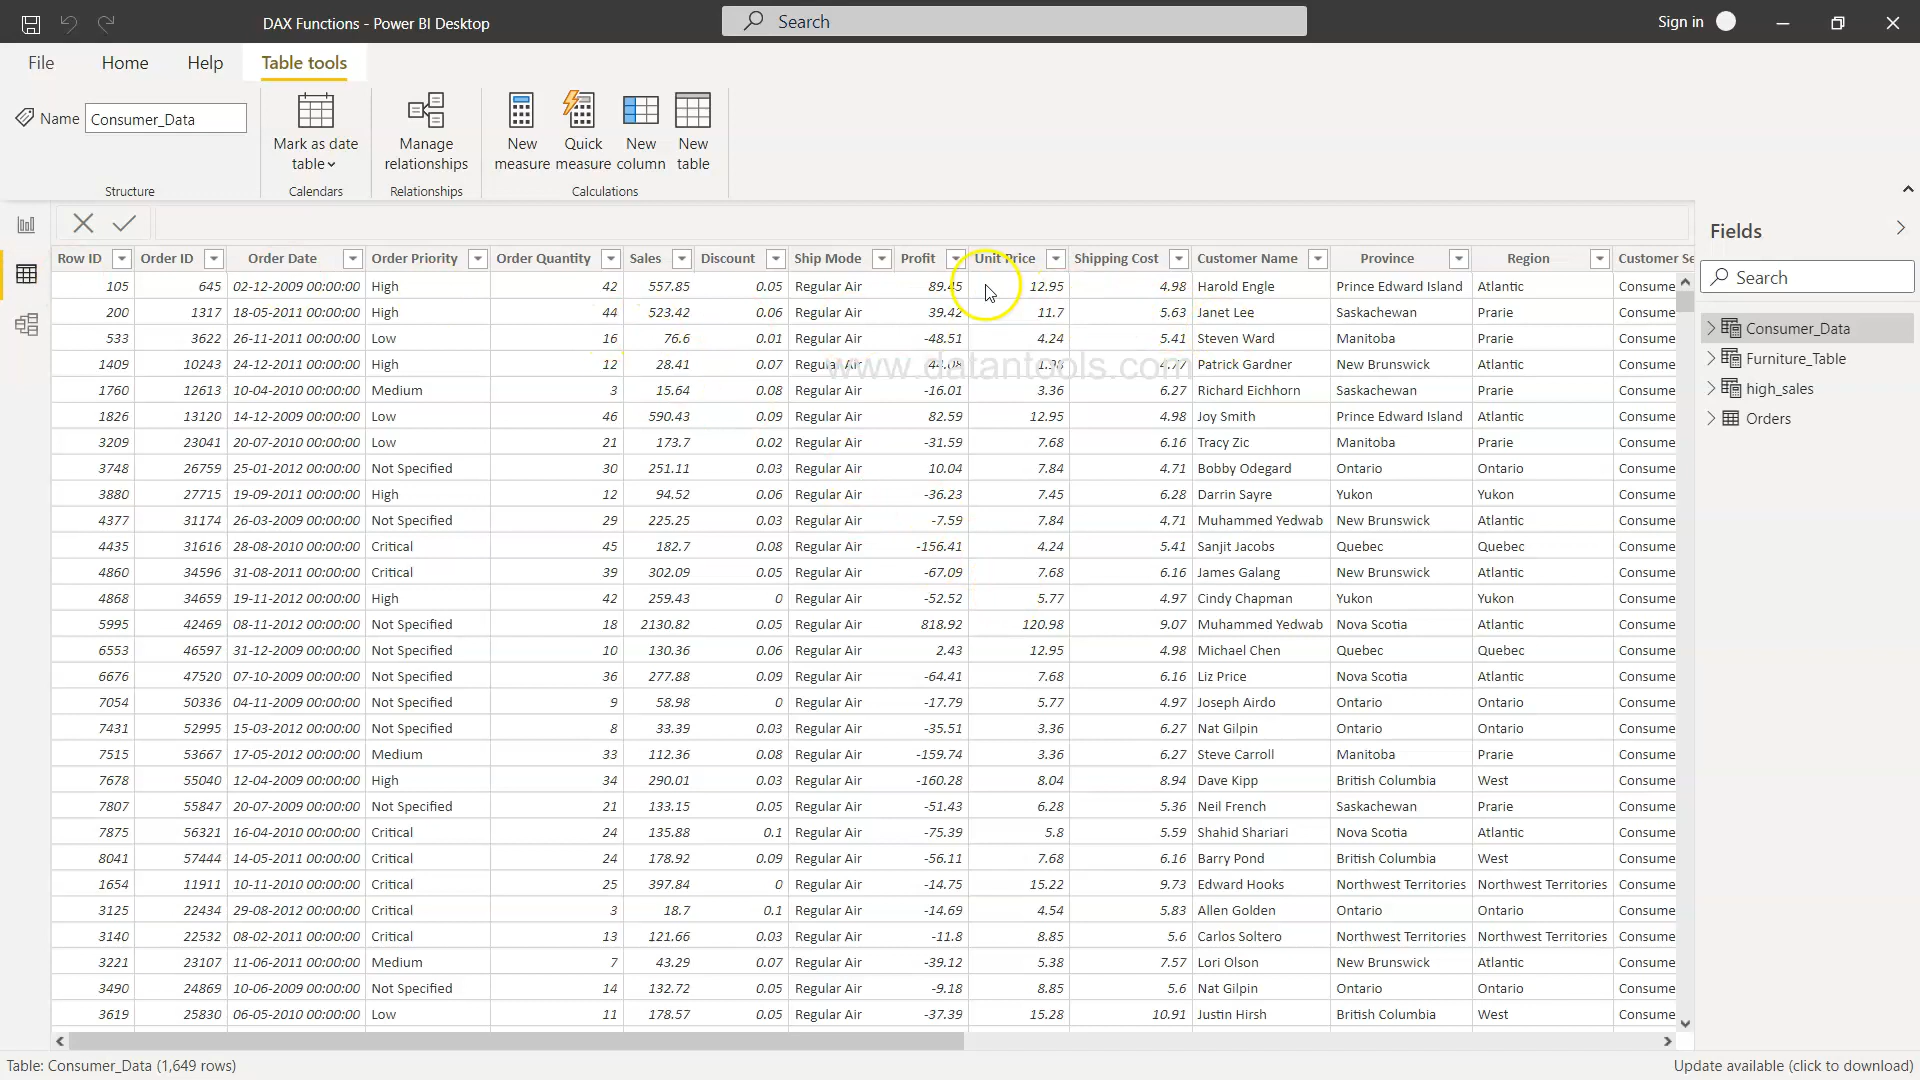 DAX Functions - Power BI Desktop
Search
Sign in
File Home Help Table tools
Name Consumer_Data
Mark as date table
Manage relationships
New measure
Quick measure
New column
New table
Structure Calendars Relationships Calculations
Row ID Order ID Order Date Order Priority Order Quantity Sales Discount Ship Mode Profit Unit Price Shipping Cost Customer Name Province Region Customer Se
105 645 02-12-2009 00:00:00 High 42 557.85 0.05 Regular Air 89.45 12.95 4.98 Harold Engle Prince Edward Island Atlantic Consume
200 1317 18-05-2011 00:00:00 High 44 523.42 0.06 Regular Air 39.42 11.7 5.63 Janet Lee Saskachewan Prarie Consume
533 3622 26-11-2011 00:00:00 Low 16 76.6 0.01 Regular Air -48.51 4.24 5.41 Steven Ward Manitoba Prarie Consume
1409 10243 24-12-2009 00:00:00 High 12 28.41 0.07 Regular Air Patrick Gardner New Brunswick Atlantic Consume
www.datantools.com
1760 12613 10-04-2010 00:00:00 Medium 3 15.64 0.08 Regular Air -16.01 3.36 6.27 Richard Eichhorn Saskachewan Prarie Consume
1826 13120 14-12-2009 00:00:00 Low 46 590.43 0.09 Regular Air 82.59 12.95 4.98 Joy Smith Prince Edward Island Atlantic Consume
3209 23041 20-07-2010 00:00:00 Low 21 173.7 0.02 Regular Air -31.59 7.68 6.16 Tracy Zic Manitoba Prarie Consume
3748 26759 25-01-2012 00:00:00 Not Specified 30 251.11 0.03 Regular Air 10.04 7.84 4.71 Bobby Odegard Ontario Ontario Consume
3880 27715 19-09-2011 00:00:00 High 12 94.52 0.06 Regular Air -36.23 7.45 6.28 Darrin Sayre Yukon Yukon Consume
4377 31174 26-03-2009 00:00:00 Not Specified 29 225.25 0.03 Regular Air -7.59 7.84 4.71 Muhammed Yedwab New Brunswick Atlantic Consume
4435 31616 28-08-2010 00:00:00 Critical 45 182.7 0.08 Regular Air -156.41 4.24 5.41 Sanjit Jacobs Quebec Quebec Consume
4860 34596 31-08-2011 00:00:00 Critical 39 302.09 0.05 Regular Air -67.09 7.68 6.16 James Galang New Brunswick Atlantic Consume
4868 34659 19-11-2012 00:00:00 High 42 259.43 0 Regular Air -52.52 5.77 4.97 Cindy Chapman Yukon Yukon Consume
5995 42469 08-11-2012 00:00:00 Not Specified 18 2130.82 0.05 Regular Air 818.92 120.98 9.07 Muhammed Yedwab Nova Scotia Atlantic Consume
6553 46597 31-12-2009 00:00:00 Not Specified 10 130.36 0.06 Regular Air 2.43 12.95 4.98 Michael Chen Quebec Quebec Consume
6676 47520 07-10-2009 00:00:00 Not Specified 36 277.88 0.09 Regular Air -64.41 7.68 6.16 Liz Price Nova Scotia Atlantic Consume
7054 50336 04-11-2009 00:00:00 Not Specified 9 58.98 0 Regular Air -17.79 5.77 4.97 Joseph Airdo Ontario Ontario Consume
7431 52995 15-03-2012 00:00:00 Not Specified 8 33.39 0.03 Regular Air -35.51 3.36 6.27 Nat Gilpin Ontario Ontario Consume
7515 53667 17-05-2012 00:00:00 Medium 33 112.36 0.08 Regular Air -159.74 3.36 6.27 Steve Carroll Manitoba Prarie Consume
7678 55040 12-04-2009 00:00:00 High 34 290.01 0.03 Regular Air -160.28 8.04 8.94 Dave Kipp British Columbia West Consume
7807 55847 20-07-2009 00:00:00 Not Specified 21 133.15 0.05 Regular Air -51.43 6.28 5.36 Neil French Saskachewan Prarie Consume
7875 56321 16-04-2010 00:00:00 Critical 24 135.88 0.1 Regular Air -75.39 5.8 5.59 Shahid Shariari Nova Scotia Atlantic Consume
8041 57444 14-05-2011 00:00:00 Critical 24 178.92 0.09 Regular Air -56.11 7.68 6.16 Barry Pond British Columbia West Consume
1654 11911 10-11-2010 00:00:00 Critical 25 397.84 0 Regular Air -14.75 15.22 9.73 Edward Hooks Northwest Territories Northwest Territories Consume
3125 22434 29-08-2012 00:00:00 Critical 3 18.7 0.1 Regular Air -14.69 4.54 5.83 Allen Golden Ontario Ontario Consume
3140 22532 08-02-2011 00:00:00 Critical 13 121.66 0.03 Regular Air -11.8 8.85 5.6 Carlos Soltero Northwest Territories Northwest Territories Consume
3221 23107 11-06-2011 00:00:00 Medium 7 43.29 0.07 Regular Air -39.12 5.38 7.57 Lori Olson New Brunswick Atlantic Consume
3490 24869 10-06-2009 00:00:00 Not Specified 14 132.72 0.05 Regular Air -9.18 8.85 5.6 Nat Gilpin Ontario Ontario Consume
3619 25830 06-05-2010 00:00:00 Low 11 178.57 0.05 Regular Air -37.39 15.28 10.91 Justin Hirsh British Columbia West Consume
Fields
Search
Consumer_Data
Furniture_Table
high_sales
Orders
Table: Consumer_Data (1,649 rows)
Update available (click to download)